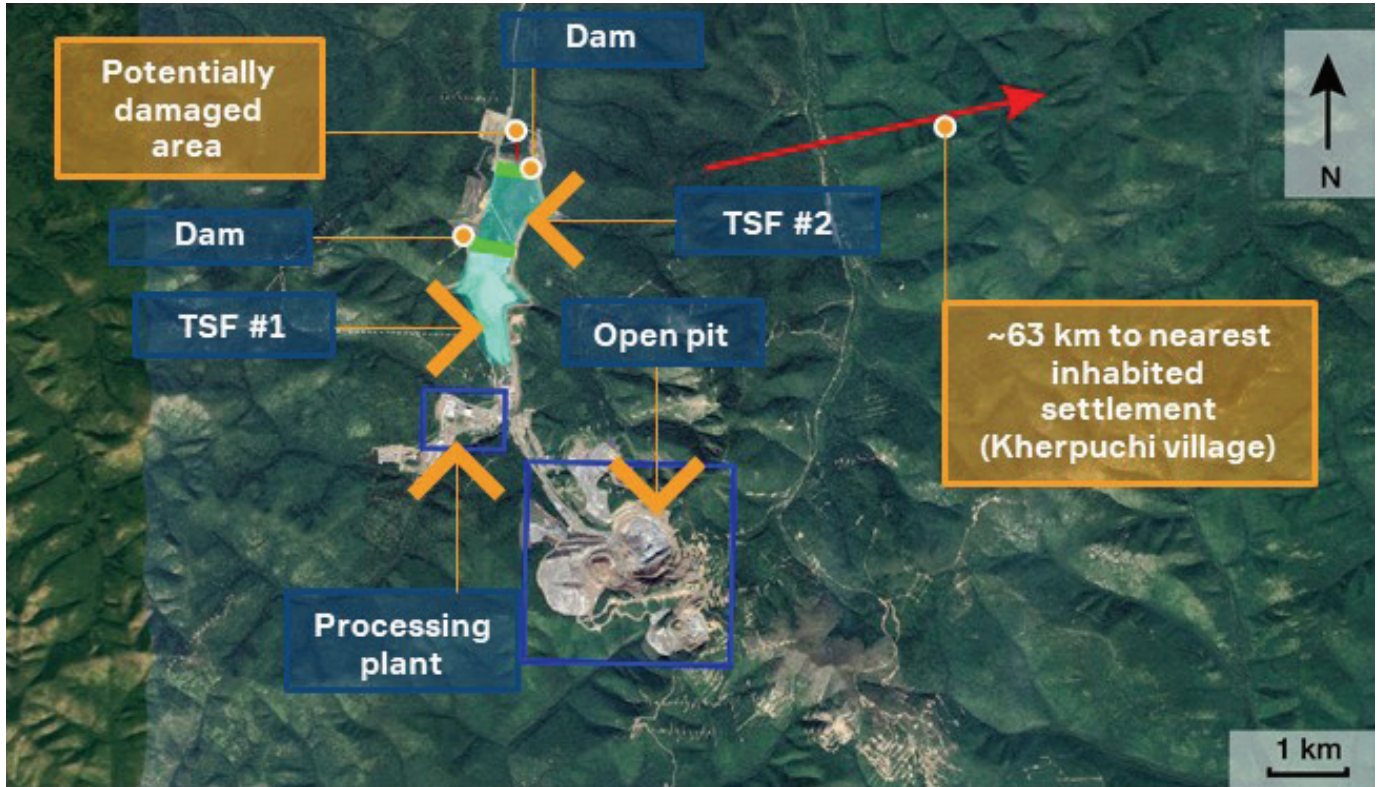 Dam
Potentially
damaged
area
N
TSF #2
Dam
TSF #1
Open pit
~63 km to nearest
inhabited
settlement
(Kherpuchi village)
Processing
plant
1 km